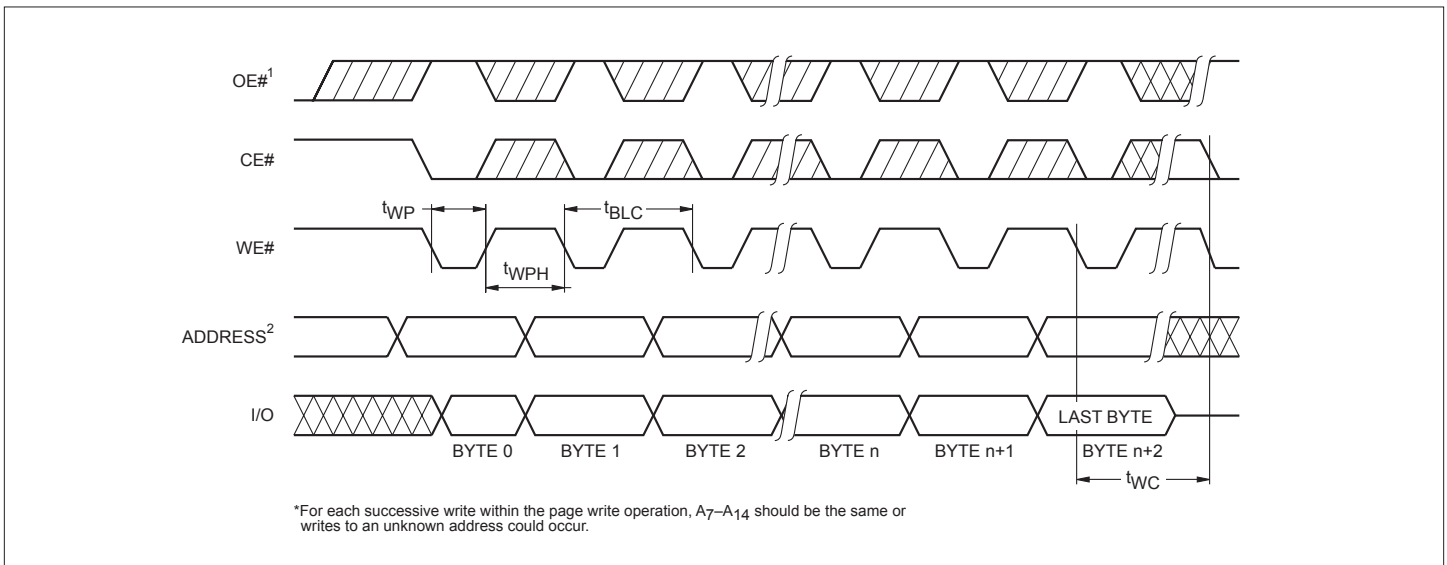 OE#1
CE#
tWP
tBLC
WE#
tWPH
ADDRESS2
I/O
LAST BYTE
BYTE 0 BYTE 1 BYTE 2 BYTE n BYTE n+1 BYTE n+2
tWC
*For each successive write within the page write operation, A7–A14 should be the same or
writes to an unknown address could occur.